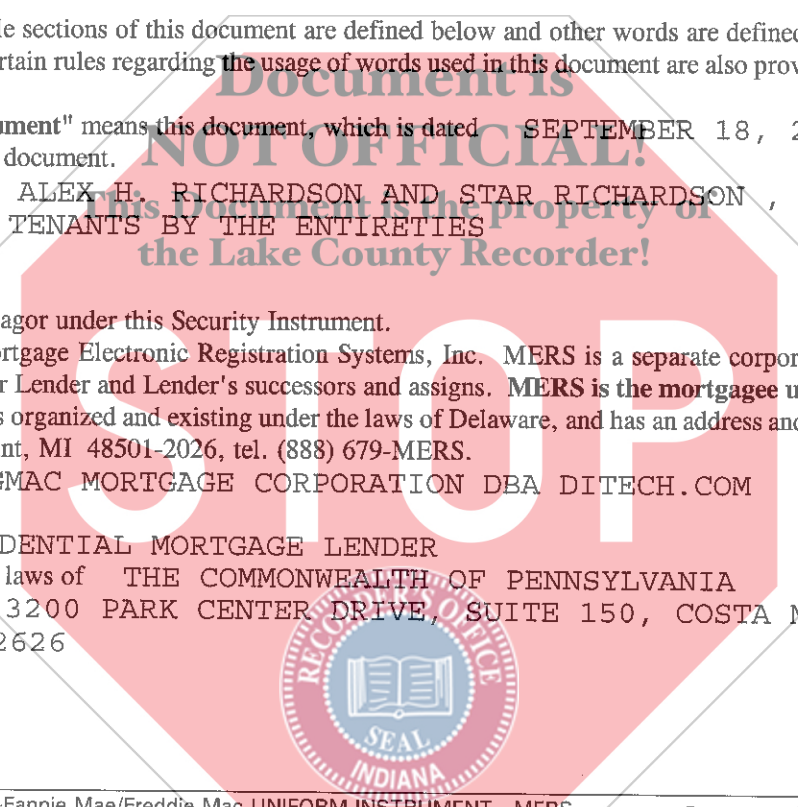 le sections of this document are defined below and other words are defined
rtain rules regarding the usage of words used in this document are also prov
Document is
ument" means this document, which is dated SEPTEMBER 18, 2
NOT OFFICIAL!
document.
ALEX H. RICHARDSON AND STAR RICHARDSON ,
This Document is the property of
TENANTS BY THE ENTIRETIES
the Lake County Recorder!
agor under this Security Instrument.
STOP
rtgage Electronic Registration Systems, Inc. MERS is a separate corpor
r Lender and Lender's successors and assigns. MERS is the mortgagee u
s organized and existing under the laws of Delaware, and has an address and
nt, MI 48501-2026, tel. (888) 679-MERS.
GMAC MORTGAGE CORPORATION DBA DITECH.COM
DENTIAL MORTGAGE LENDER
laws of THE COMMONWEALTH OF PENNSYLVANIA
3200 PARK CENTER DRIVE, SUITE 150, COSTA M
2626
RECORDER'S OFFICE
SEAL
INDIANA
Fannie Mae/Freddie Mac UNIFORM INSTRUMENT MERS